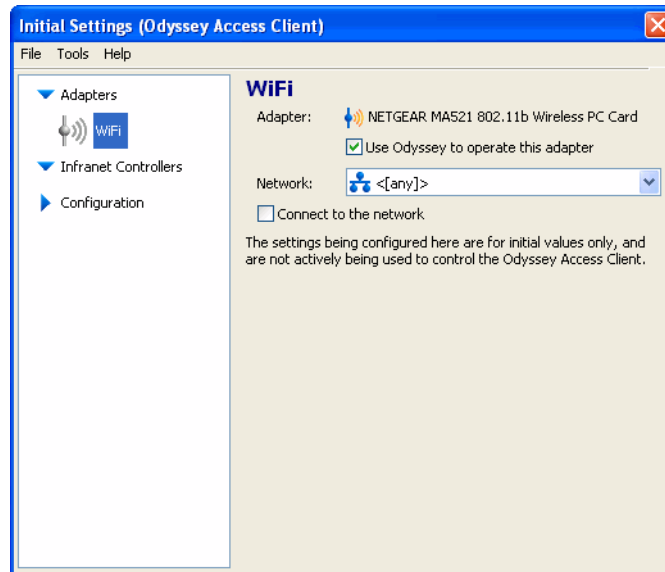 Initial Settings (Odyssey Access Client)
File Tools Help
Adapters
WiFi
Infranet Controllers
Configuration
WiFi
Adapter: NETGEAR MA521 802.11b Wireless PC Card
Use Odyssey to operate this adapter
Network: <[any]>
Connect to the network
The settings being configured here are for initial values only, and
are not actively being used to control the Odyssey Access Client.